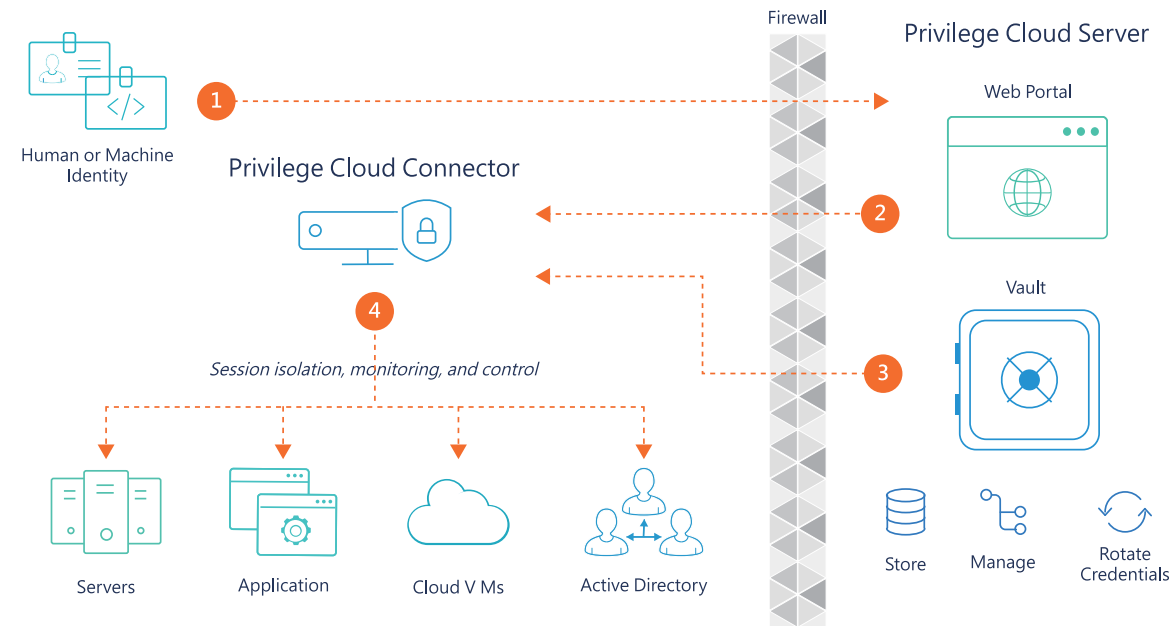 Firewall
Privilege Cloud Server
Web Portal
1
Human or Machine
Identity
Privilege Cloud Connector
2
</>
Vault
4
3
Session isolation, monitoring, and control
Store
Manage
Rotate
Credentials
Servers
Application
Cloud V Ms
Active Directory